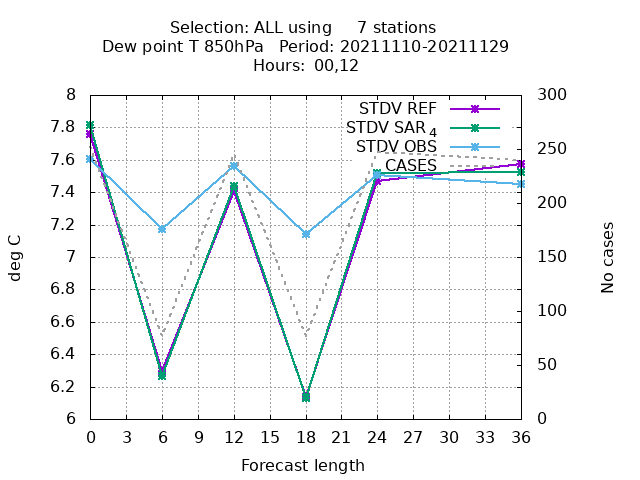 Selection: ALL using 7 stations
Dew point T 850hPa Period: 20211110-20211129
Hours: 00,12
STDV REF
STDV SAR4
STDV OBS
CASES
8
7.8
7.6
7.4
7.2
7
6.8
6.6
6.4
6.2
6
deg C
300
250
200
150
100
50
0
No cases
0 3 6 9 12 15 18 21 24 27 30 33 36
Forecast length